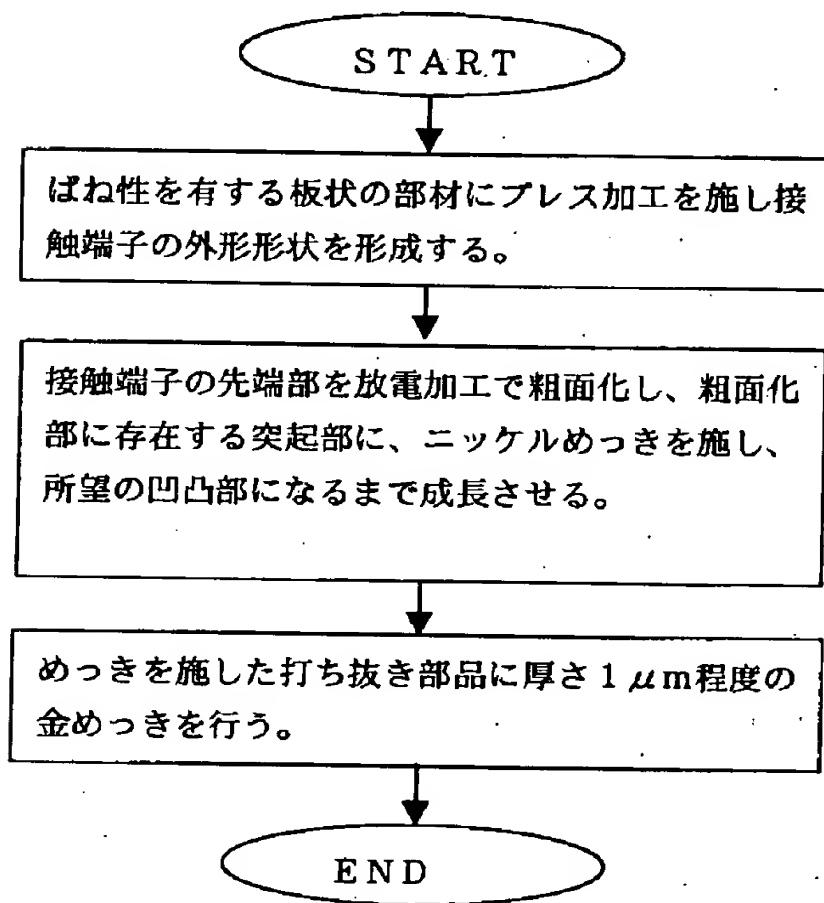 START
ばね性を有する板状の部材にプレス加工を施し接
触端子の外形形状を形成する。
接触端子の先端部を放電加工で粗面化し、粗面化
部に存在する突起部に、ニッケルめっきを施し、
所望の凹凸部になるまで成長させる。
めっきを施した打ち抜き部品に厚さ1μm程度の
金めっきを行う。
END